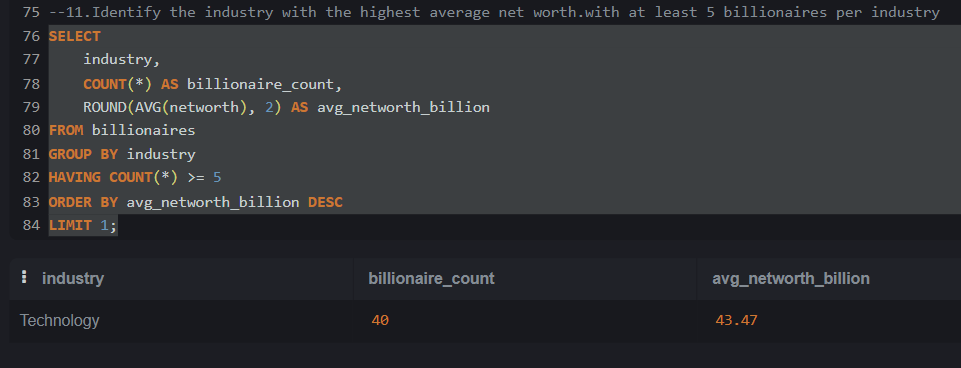 75 --11.Identify the industry with the highest average net worth.with at least 5 billionaires per industry
76 SELECT
77     industry,
78     COUNT(*) AS billionaire_count,
79     ROUND(AVG(networth), 2) AS avg_networth_billion
80 FROM billionaires
81 GROUP BY industry
82 HAVING COUNT(*) >= 5
83 ORDER BY avg_networth_billion DESC
84 LIMIT 1;
industry billionaire_count avg_networth_billion
Technology 40 43.47